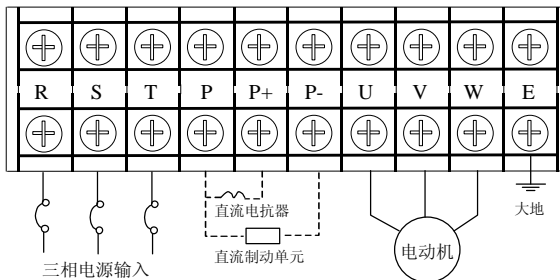 R S T P P+ P- U V W E
直流电抗器
大地
直流制动单元
电动机
三相电源输入